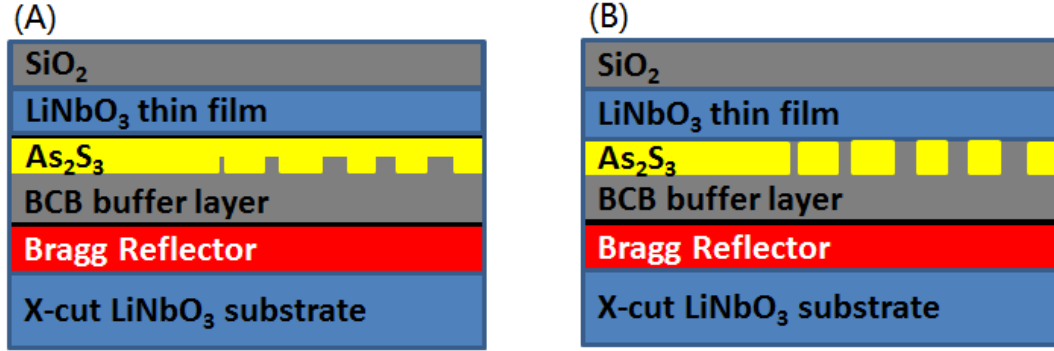 (A)
SiO₂
LiNbO₃ thin film
As₂S₃
BCB buffer layer
Bragg Reflector
X-cut LiNbO₃ substrate
(B)
SiO₂
LiNbO₃ thin film
As₂S₃
BCB buffer layer
Bragg Reflector
X-cut LiNbO₃ substrate